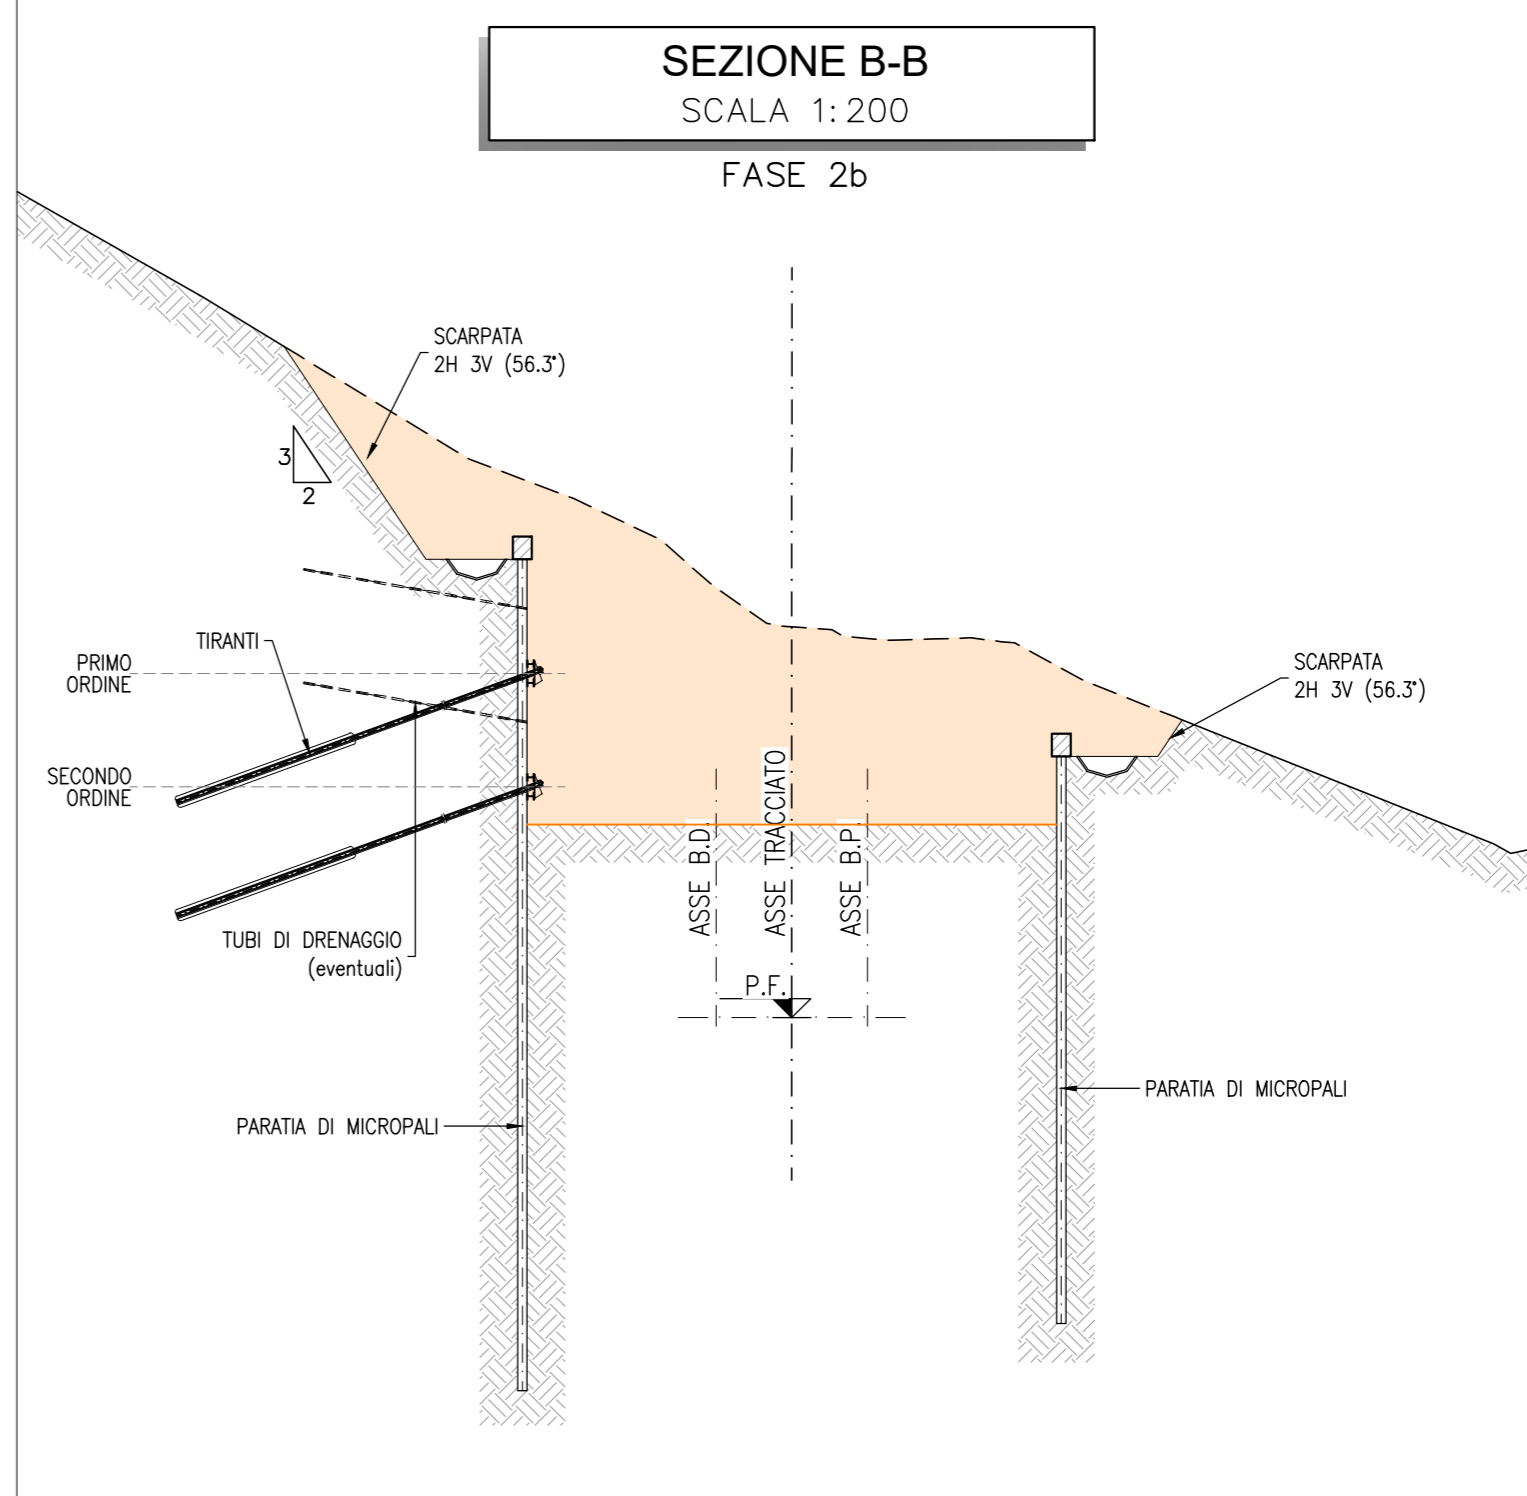 SEZIONE B-B
SCALA 1:200
FASE 2b
SCARPATA
2H 3V (56.3°)
3
2
TIRANTI
PRIMO
ORDINE
SCARPATA
2H 3V (56.3°)
SECONDO
ORDINE
ASSE B.D.
ASSE TRACCIATO
ASSE B.P.
TUBI DI DRENAGGIO
(eventuali)
P.F.
PARATIA DI MICROPALI
PARATIA DI MICROPALI